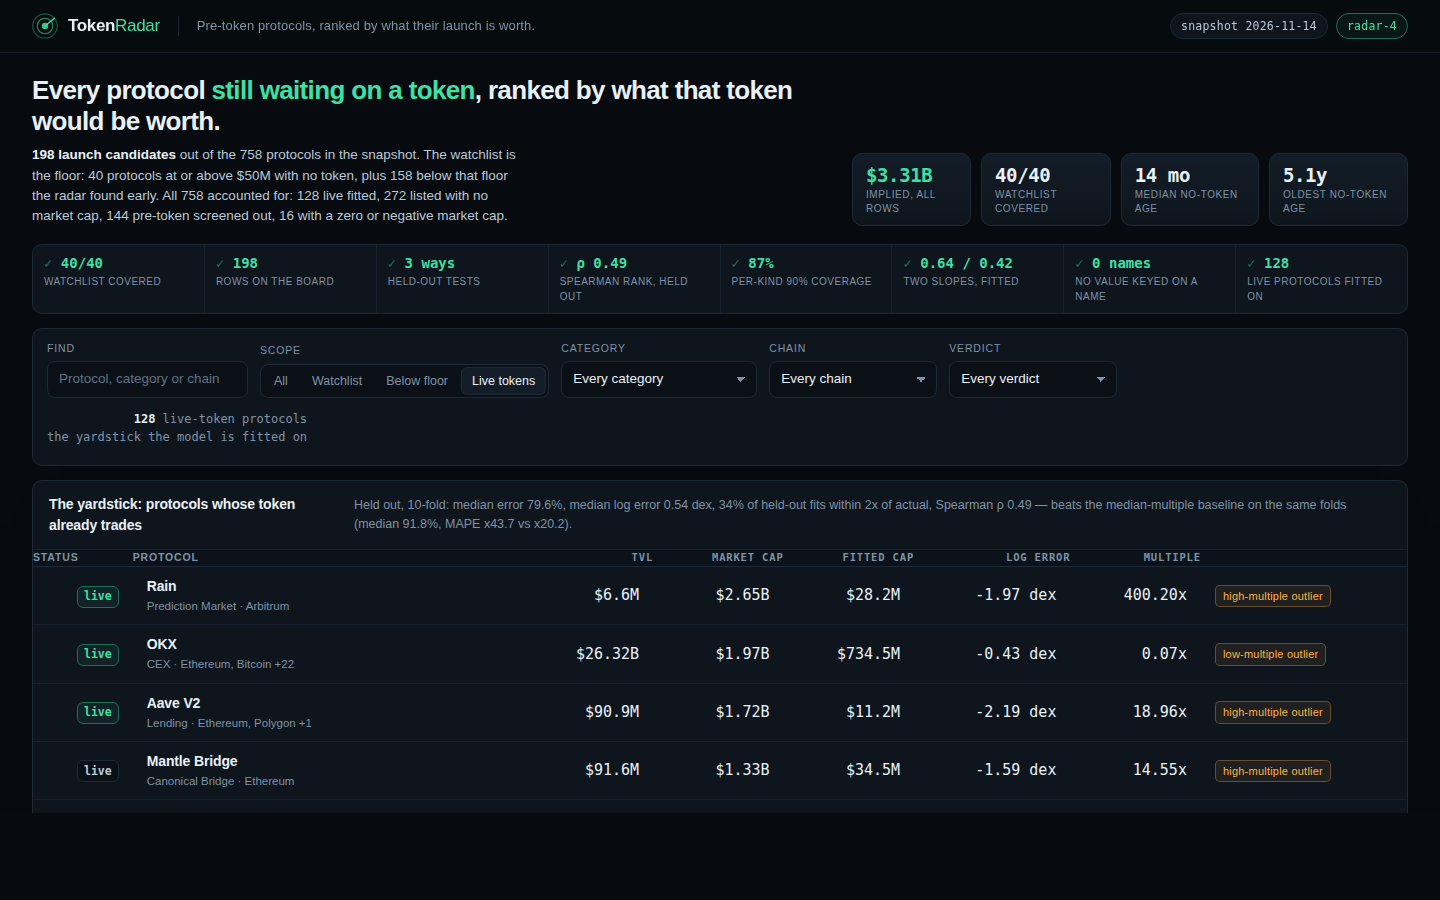 TokenRadar
Pre-token protocols, ranked by what their launch is worth.
snapshot 2026-11-14
radar-4
Every protocol still waiting on a token, ranked by what that token
would be worth.
198 launch candidates out of the 758 protocols in the snapshot. The watchlist is
the floor: 40 protocols at or above $50M with no token, plus 158 below that floor
the radar found early. All 758 accounted for: 128 live fitted, 272 listed with no
market cap, 144 pre-token screened out, 16 with a zero or negative market cap.
$3.31B
IMPLIED, ALL
ROWS
40/40
WATCHLIST
COVERED
14 mo
MEDIAN NO-TOKEN
AGE
5.1y
OLDEST NO-TOKEN
AGE
✓ 40/40
WATCHLIST COVERED
✓ 198
ROWS ON THE BOARD
✓ 3 ways
HELD-OUT TESTS
✓ ρ 0.49
SPEARMAN RANK, HELD
OUT
✓ 87%
PER-KIND 90% COVERAGE
✓ 0.64 / 0.42
TWO SLOPES, FITTED
✓ 0 names
NO VALUE KEYED ON A
NAME
✓ 128
LIVE PROTOCOLS FITTED
ON
FIND
Protocol, category or chain
SCOPE
All Watchlist Below floor Live tokens
CATEGORY
Every category
CHAIN
Every chain
VERDICT
Every verdict
128 live-token protocols
the yardstick the model is fitted on
The yardstick: protocols whose token
already trades
Held out, 10-fold: median error 79.6%, median log error 0.54 dex, 34% of held-out fits within 2x of actual, Spearman ρ 0.49 — beats the median-multiple baseline on the same folds
(median 91.8%, MAPE x43.7 vs x20.2).
STATUS PROTOCOL TVL MARKET CAP FITTED CAP LOG ERROR MULTIPLE
live Rain $6.6M $2.65B $28.2M -1.97 dex 400.20x high-multiple outlier
Prediction Market · Arbitrum
live OKX $26.32B $1.97B $734.5M -0.43 dex 0.07x low-multiple outlier
CEX · Ethereum, Bitcoin +22
live Aave V2 $90.9M $1.72B $11.2M -2.19 dex 18.96x high-multiple outlier
Lending · Ethereum, Polygon +1
live Mantle Bridge $91.6M $1.33B $34.5M -1.59 dex 14.55x high-multiple outlier
Canonical Bridge · Ethereum